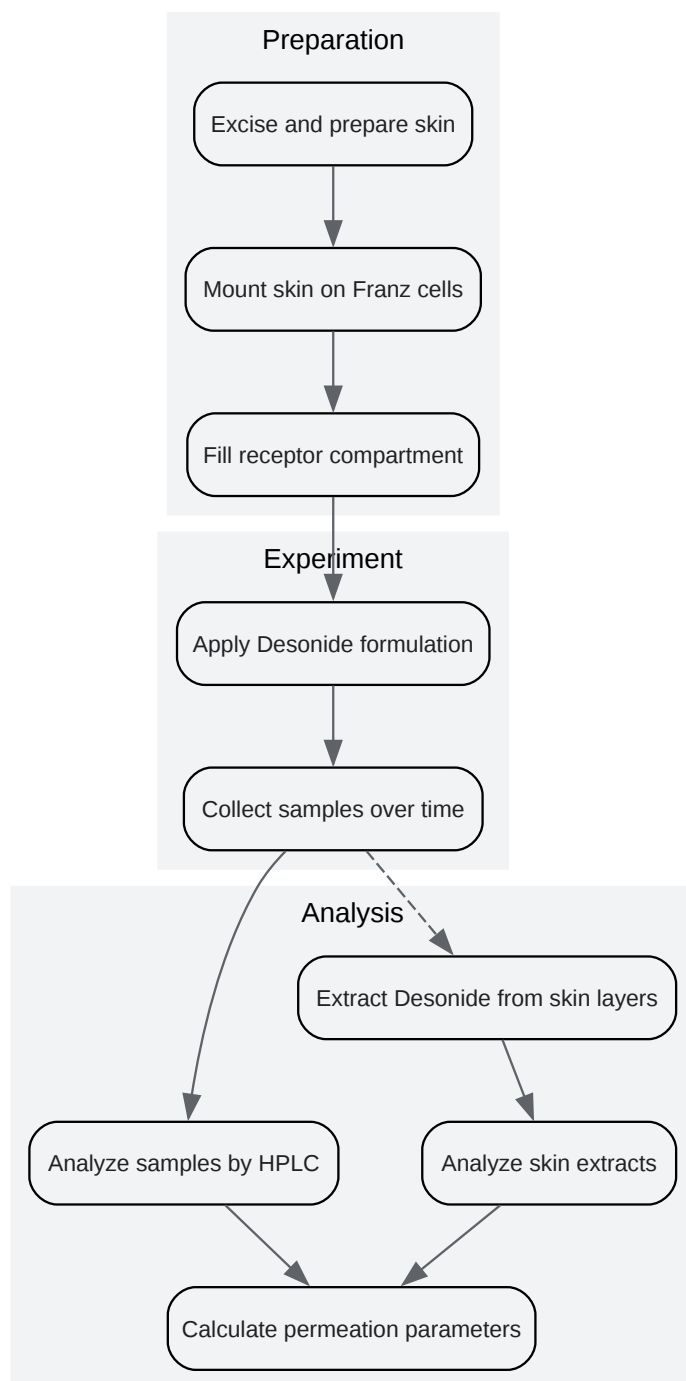 Preparation
Excise and prepare skin
Mount skin on Franz cells
Fill receptor compartment
Experiment
Apply Desonide formulation
Collect samples over time
Analysis
Extract Desonide from skin layers
Analyze samples by HPLC
Analyze skin extracts
Calculate permeation parameters